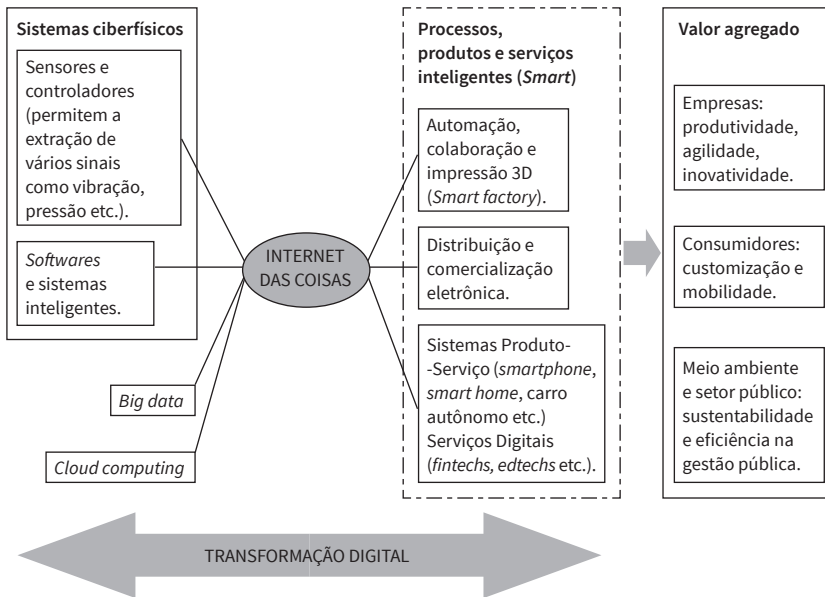 Sistemas ciberfísicos
Sensores e
controladores
(permitem a
extração de
vários sinais
como vibração,
pressão etc.).
Softwares
e sistemas
inteligentes.
Big data
Cloud computing
INTERNET
DAS COISAS
Processos,
produtos e serviços
inteligentes (Smart)
Automação,
colaboração e
impressão 3D
(Smart factory).
Distribuição e
comercialização
eletrônica.
Sistemas Produto-
-Serviço (smartphone,
smart home, carro
autônomo etc.)
Serviços Digitais
(fintechs, edtechs etc.).
Valor agregado
Empresas:
produtividade,
agilidade,
inovatividade.
Consumidores:
customização e
mobilidade.
Meio ambiente
e setor público:
sustentabilidade
e eficiência na
gestão pública.
TRANSFORMAÇÃO DIGITAL